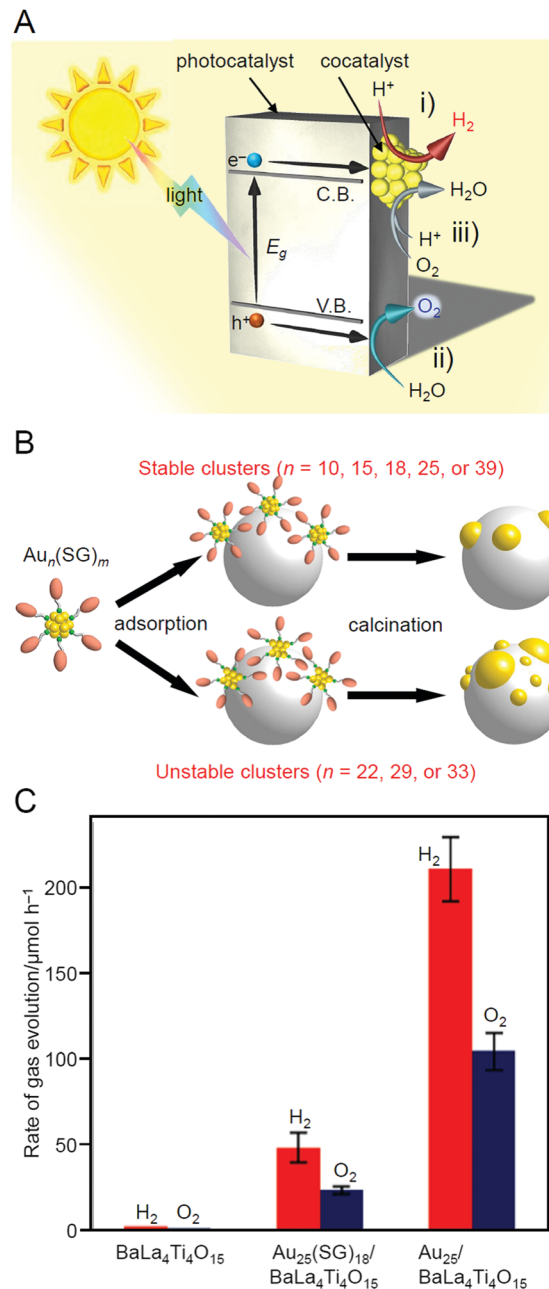 A
photocatalyst
cocatalyst
H⁺
i)
H₂
e⁻
light
C.B.
H₂O
E_g
H⁺
iii)
O₂
V.B.
O₂
h⁺
ii)
H₂O
B
Stable clusters (n = 10, 15, 18, 25, or 39)
Auₙ(SG)ₘ
adsorption
calcination
Unstable clusters (n = 22, 29, or 33)
C
Rate of gas evolution/μmol h⁻¹
200
150
100
50
0
H₂
O₂
H₂
O₂
H₂
O₂
BaLa₄Ti₄O₁₅
Au₂₅(SG)₁₈/
BaLa₄Ti₄O₁₅
Au₂₅/
BaLa₄Ti₄O₁₅